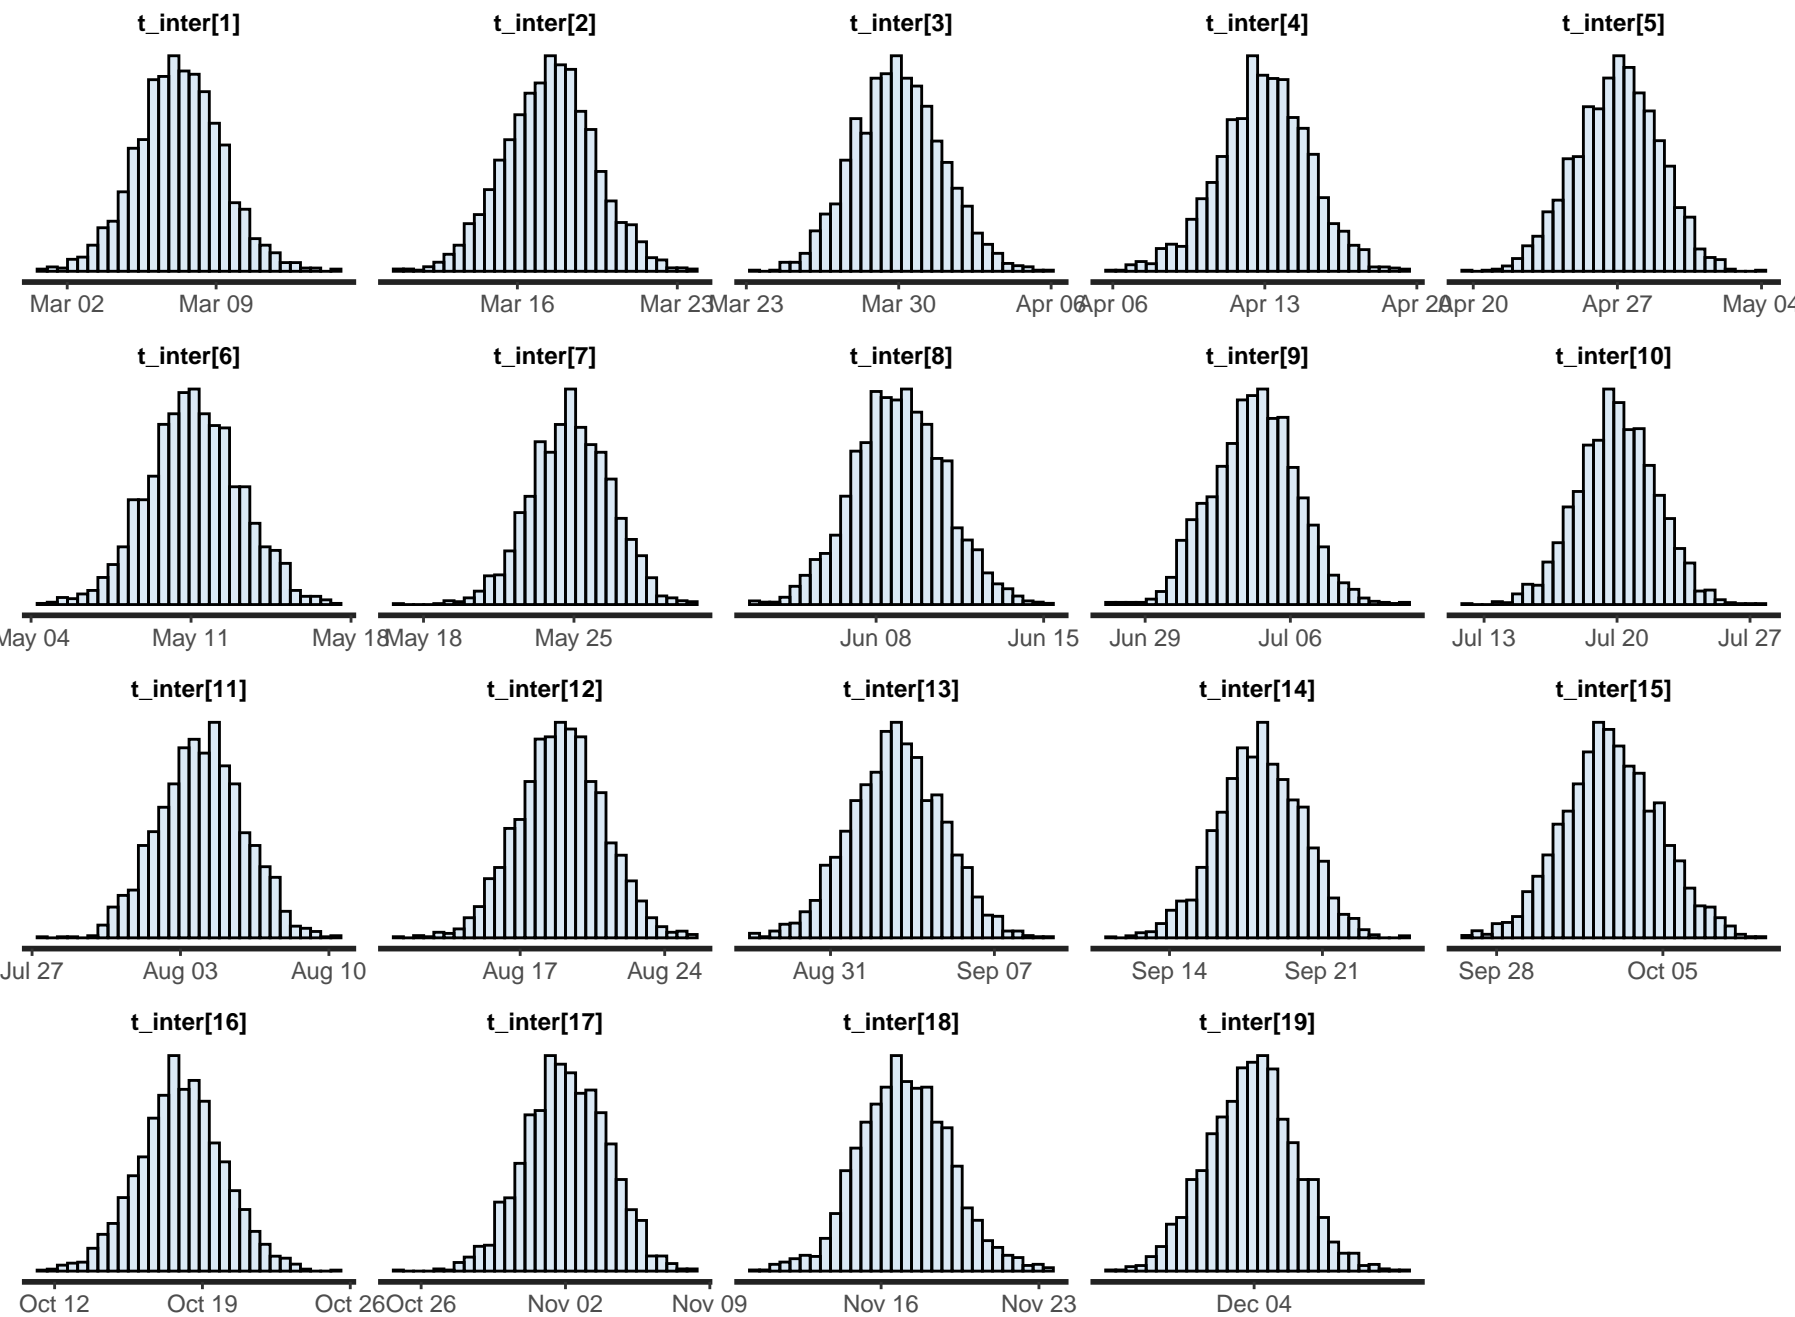 t_inter[1] t_inter[2] t_inter[3] t_inter[4] t_inter[5]
Mar 02 Mar 09 Mar 16 Mar 23 Mar 23 Mar 30 Apr 06 Apr 06 Apr 13 Apr 20 Apr 20 Apr 27 May 04
t_inter[6] t_inter[7] t_inter[8] t_inter[9] t_inter[10]
May 04 May 11 May 18 May 18 May 25 Jun 08 Jun 15 Jun 29 Jul 06 Jul 13 Jul 20 Jul 27
t_inter[11] t_inter[12] t_inter[13] t_inter[14] t_inter[15]
Jul 27 Aug 03 Aug 10 Aug 17 Aug 24 Aug 31 Sep 07 Sep 14 Sep 21 Sep 28 Oct 05
t_inter[16] t_inter[17] t_inter[18] t_inter[19]
Oct 12 Oct 19 Oct 26 Oct 26 Nov 02 Nov 09 Nov 16 Nov 23 Dec 04